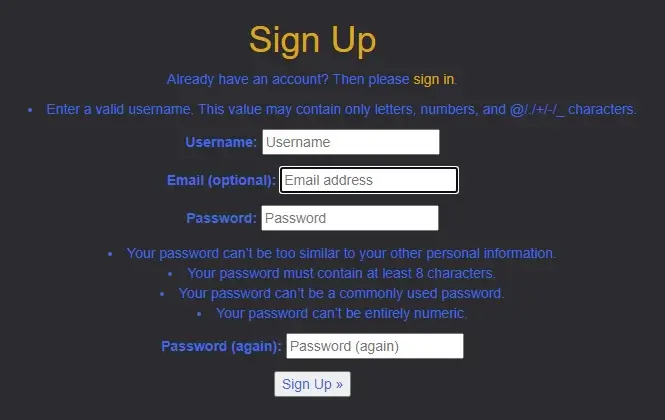 Sign Up
Already have an account? Then please sign in.
• Enter a valid username. This value may contain only letters, numbers, and @/./+/-/_ characters.
Username: Username
Email (optional): Email address
Password: Password
• Your password can’t be too similar to your other personal information.
• Your password must contain at least 8 characters.
• Your password can’t be a commonly used password.
• Your password can’t be entirely numeric.
Password (again): Password (again)
Sign Up »